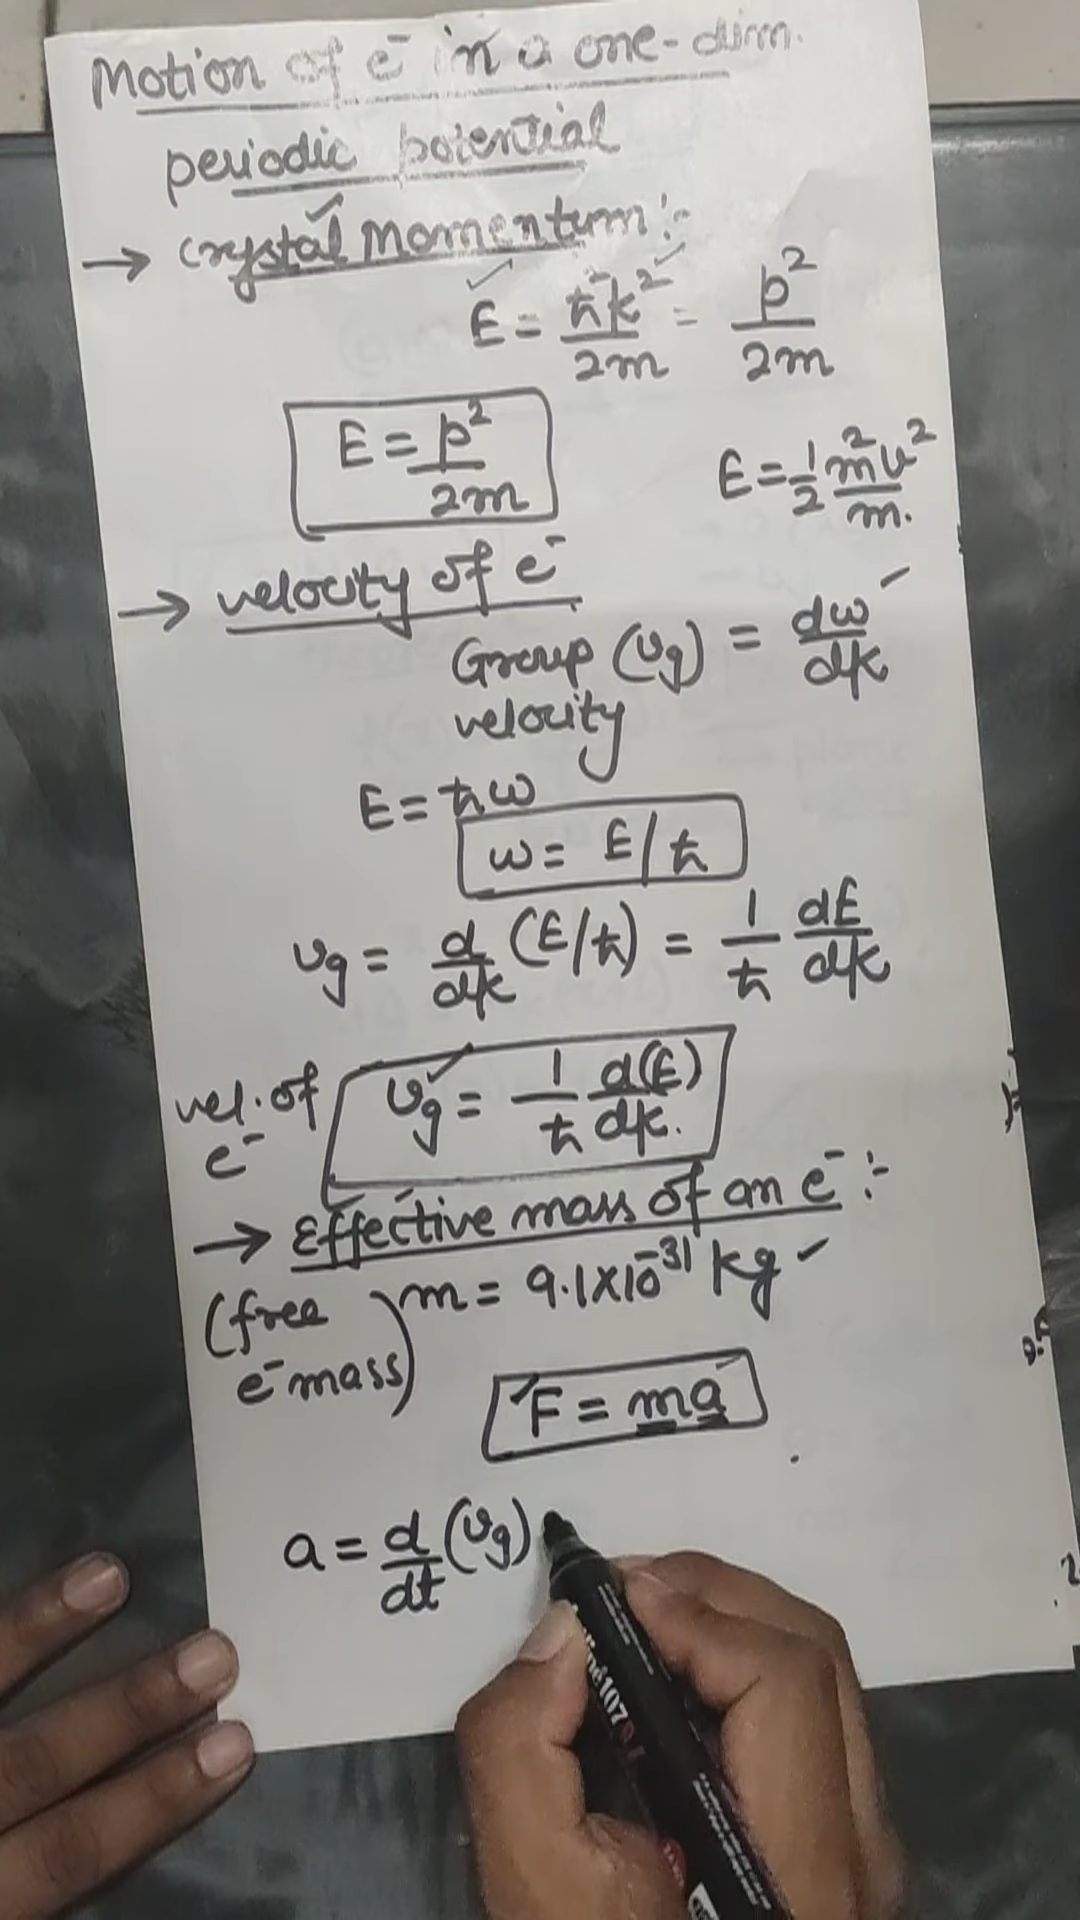 Motion of e⁻ in a one-dim.
periodic potential
→ crystal Momentum:-
E = ħ²k²/2m = p²/2m
E = p²/2m
E = 1/2 m²v²/m.
→ velocity of e⁻
Group (vg) = dω/dk
velocity
E = ħω
ω = E/ħ
vg = d/dk (E/ħ) = 1/ħ dE/dk
vel. of e⁻ vg = 1/ħ d(E)/dk.
→ Effective mass of an e⁻ :-
(free e⁻ mass) m = 9.1×10⁻³¹ kg
F = ma
a = d/dt (vg)